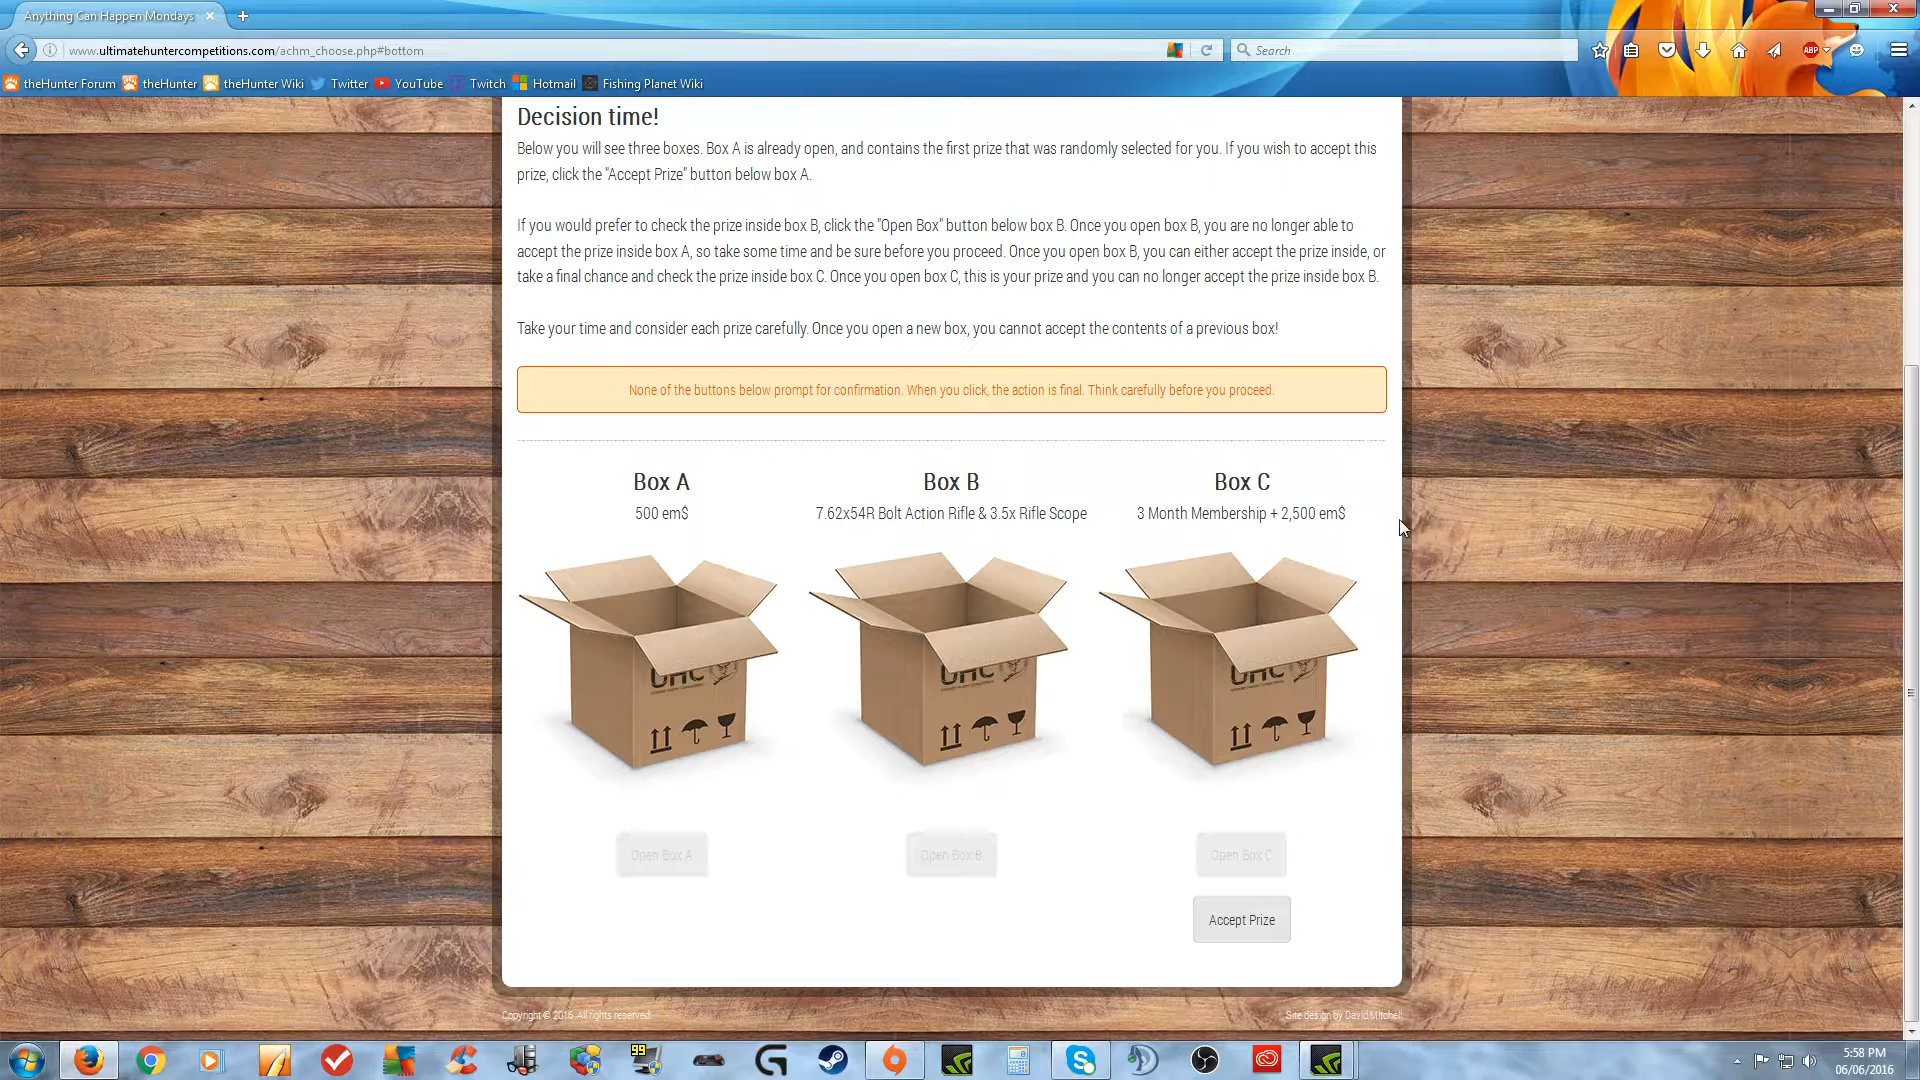 Anything Can Happen Mondays
www.ultimatehuntercompetitions.com/achm_choose.php#bottom
Search
ABP
theHunter Forum theHunter theHunter Wiki Twitter YouTube Twitch Hotmail Fishing Planet Wiki
Decision time!
Below you will see three boxes. Box A is already open, and contains the first prize that was randomly selected for you. If you wish to accept this
prize, click the "Accept Prize" button below box A.
If you would prefer to check the prize inside box B, click the "Open Box" button below box B. Once you open box B, you are no longer able to
accept the prize inside box A, so take some time and be sure before you proceed. Once you open box B, you can either accept the prize inside, or
take a final chance and check the prize inside box C. Once you open box C, this is your prize and you can no longer accept the prize inside box B.
Take your time and consider each prize carefully. Once you open a new box, you cannot accept the contents of a previous box!
None of the buttons below prompt for confirmation. When you click, the action is final. Think carefully before you proceed.
Box A Box B Box C
500 em$ 7.62x54R Bolt Action Rifle & 3.5x Rifle Scope 3 Month Membership + 2,500 em$
UHC UHC UHC
Open Box A Open Box B Open Box C
Accept Prize
Copyright © 2016. All rights reserved. Site design by David Mitchell
99
5:58 PM
06/06/2016